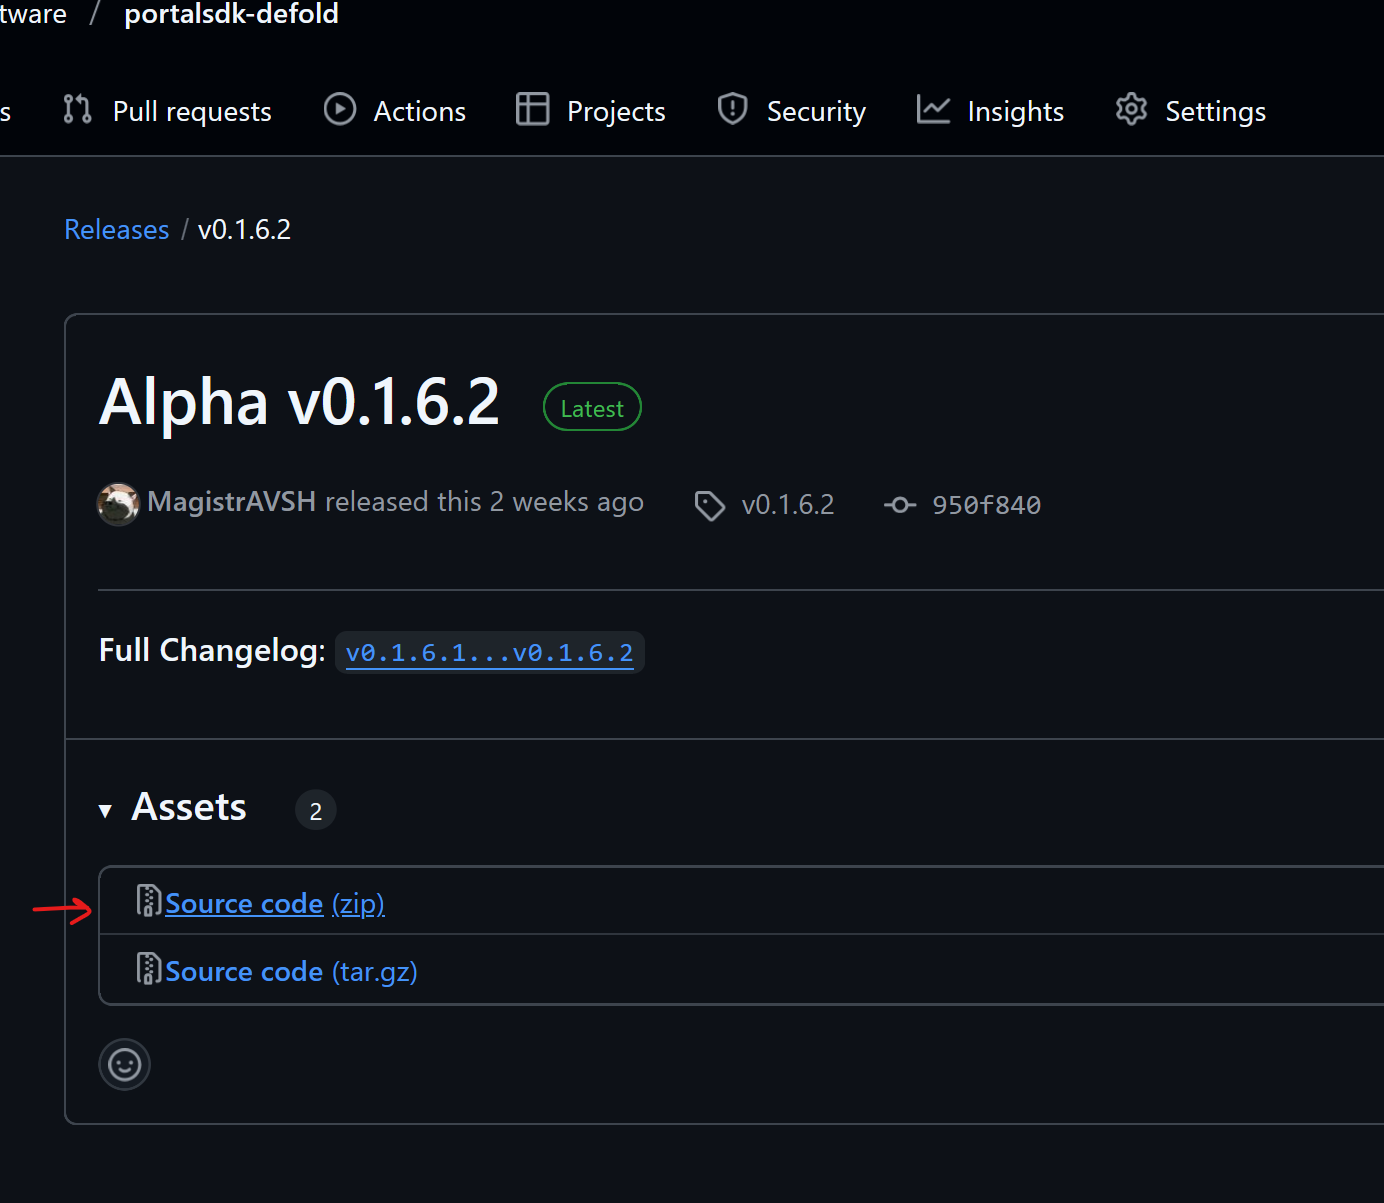 tware / portalsdk-defold
s Pull requests Actions Projects Security Insights Settings
Releases / v0.1.6.2
Alpha v0.1.6.2 Latest
MagistrAVSH released this 2 weeks ago v0.1.6.2 950f840
Full Changelog: v0.1.6.1...v0.1.6.2
Assets 2
Source code (zip)
Source code (tar.gz)